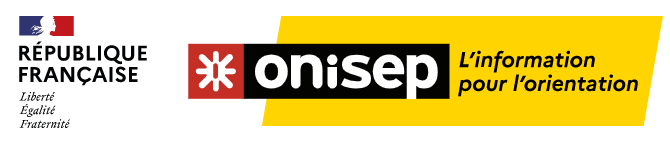 RÉPUBLIQUE
FRANÇAISE
Liberté
Égalité
Fraternité
onisep
L'information
pour l'orientation